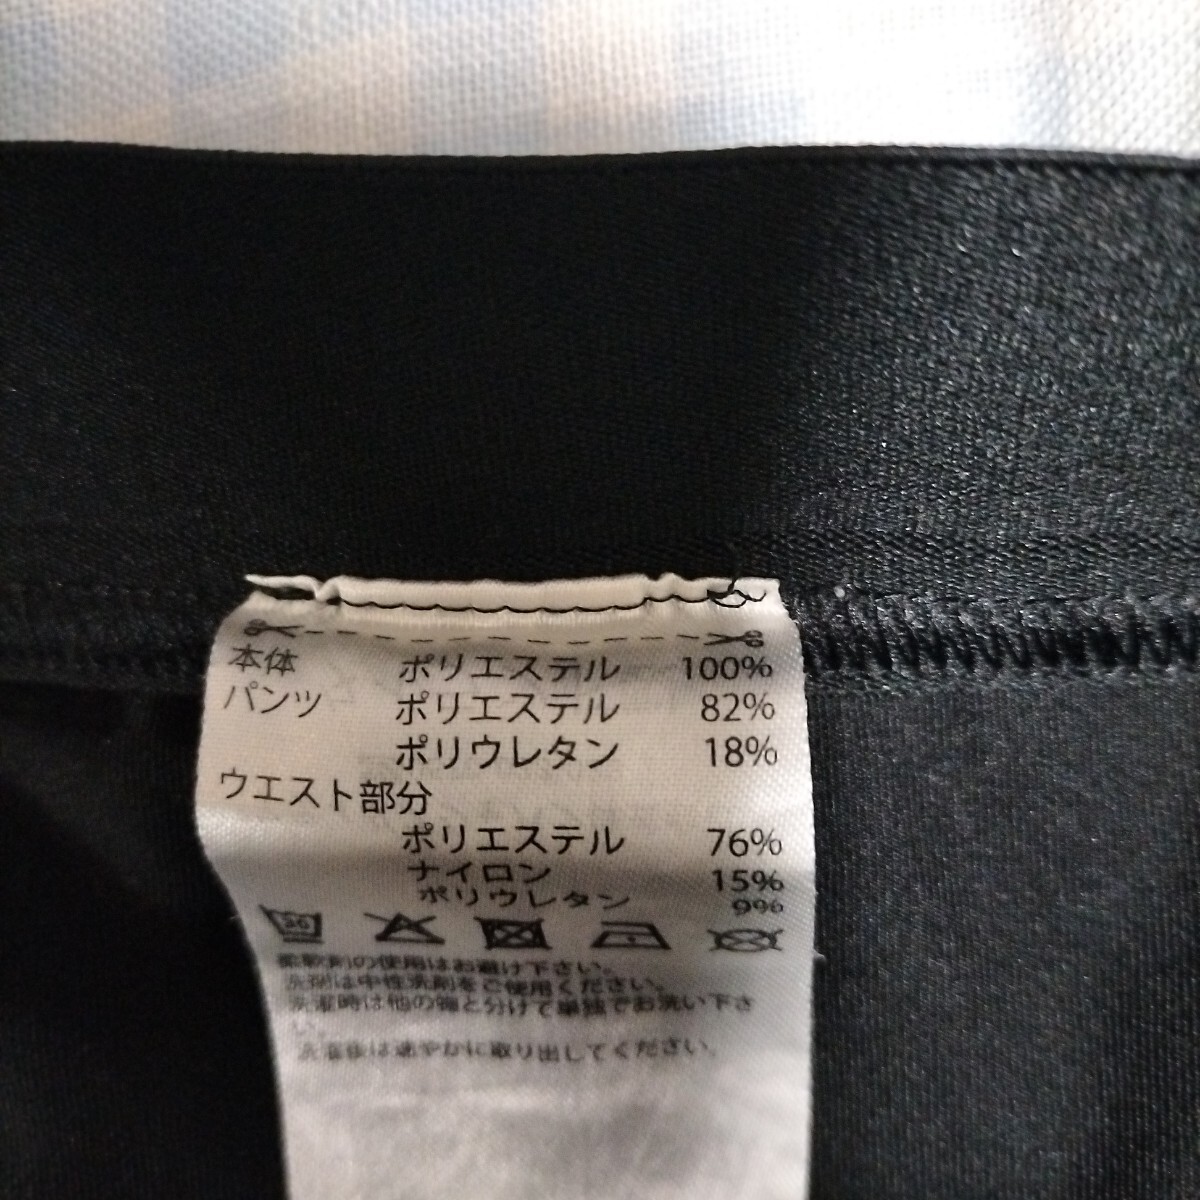 本体 ポリエステル 100%
パンツ ポリエステル 82%
ポリウレタン 18%
ウエスト部分
ポリエステル 76%
ナイロン 15%
ポリウレタン 9%
30
柔軟剤の使用はお避け下さい。
洗剤は中性洗剤をご使用ください。
洗濯時は他の物と分けて単独でお洗い下さ
い。
洗濯後は速やかに取り出してください。